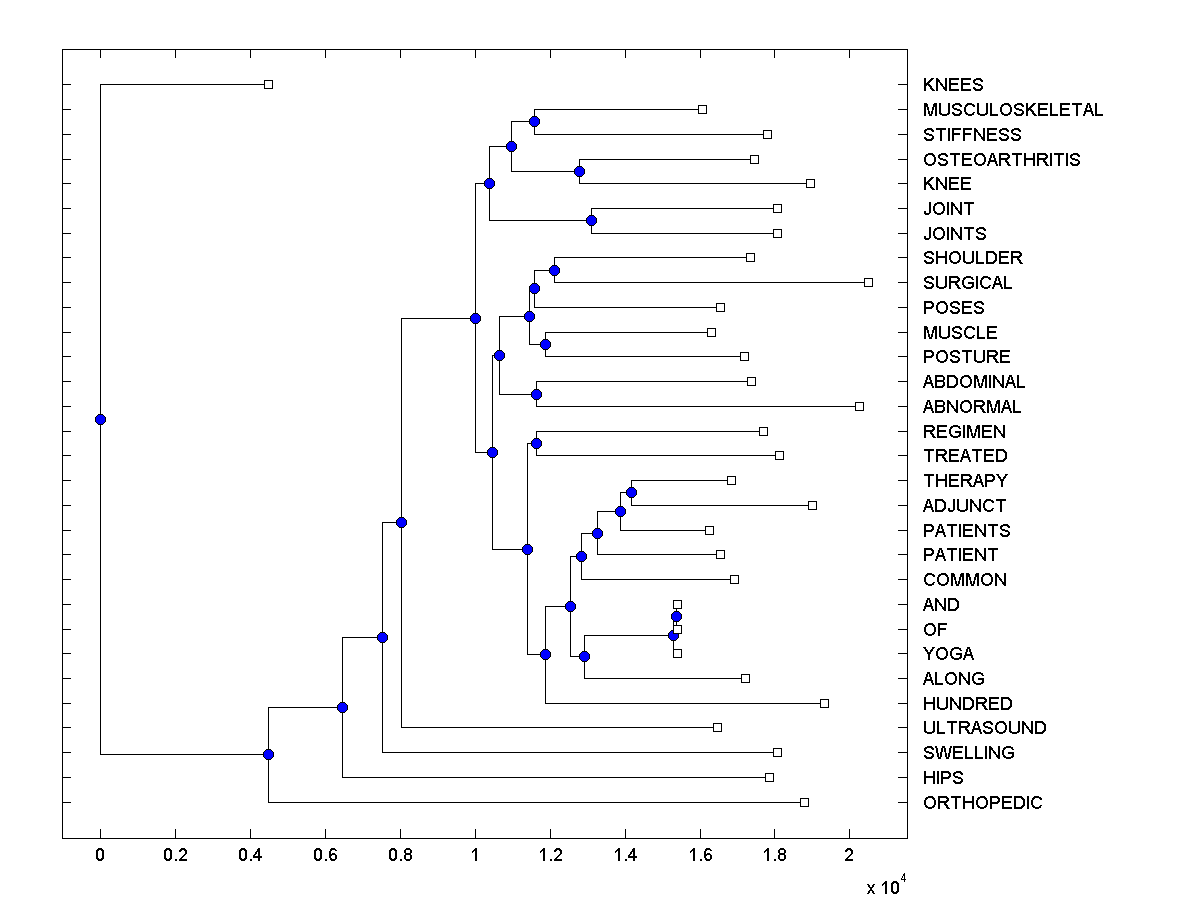 KNEES
MUSCULOSKELETAL
STIFFNESS
OSTEOARTHRITIS
KNEE
JOINT
JOINTS
SHOULDER
SURGICAL
POSES
MUSCLE
POSTURE
ABDOMINAL
ABNORMAL
REGIMEN
TREATED
THERAPY
ADJUNCT
PATIENTS
PATIENT
COMMON
AND
OF
YOGA
ALONG
HUNDRED
ULTRASOUND
SWELLING
HIPS
ORTHOPEDIC
0 0.2 0.4 0.6 0.8 1 1.2 1.4 1.6 1.8 2
x 10^4